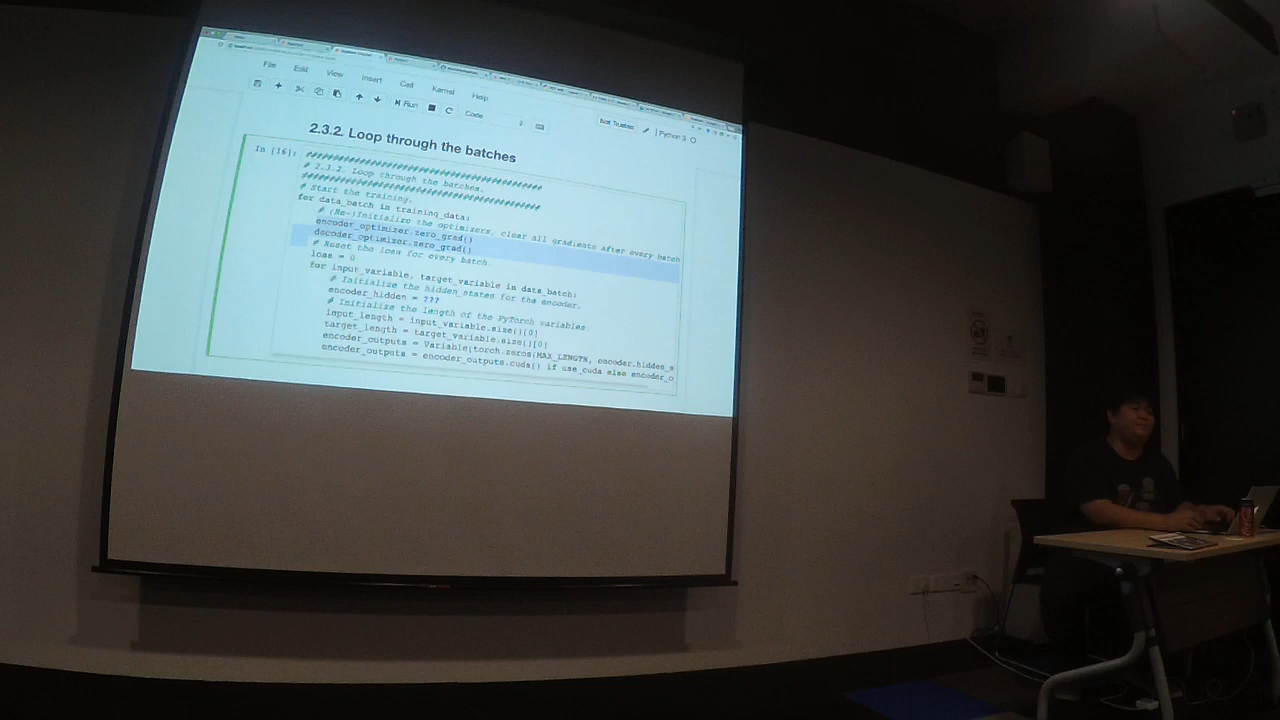 File Edit View Insert Cell Kernel Help
Run Code Not Trusted Python 3
2.3.2. Loop through the batches
In [16]:
########################################
# 2.3.2. Loop through the batches.
########################################
# Start the training.
for data_batch in training_data:
# (Re-)Initialize the optimizers, clear all gradients after every batch
encoder_optimizer.zero_grad()
decoder_optimizer.zero_grad()
# Reset the loss for every batch.
loss = 0
for input_variable, target_variable in data_batch:
# Initialize the hidden_states for the encoder.
encoder_hidden = ???
# Initialize the length of the PyTorch variables.
input_length = input_variable.size()[0]
target_length = target_variable.size()[0]
encoder_outputs = Variable(torch.zeros(MAX_LENGTH, encoder.hidden_s
encoder_outputs = encoder_outputs.cuda() if use_cuda else encoder_o